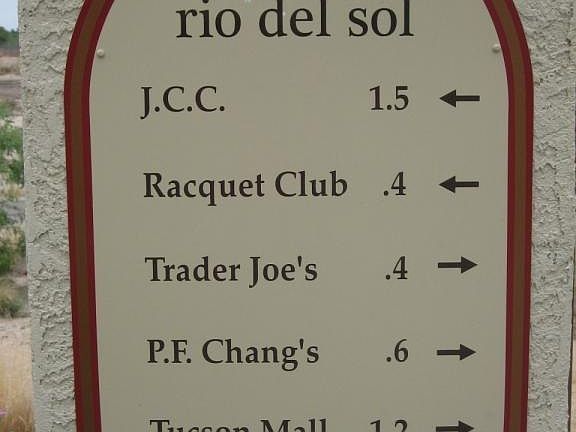 rio del sol
J.C.C. 1.5 ←
Racquet Club .4 ←
Trader Joe's .4 →
P.F. Chang's .6 →
Tucson Mall 1.2 →